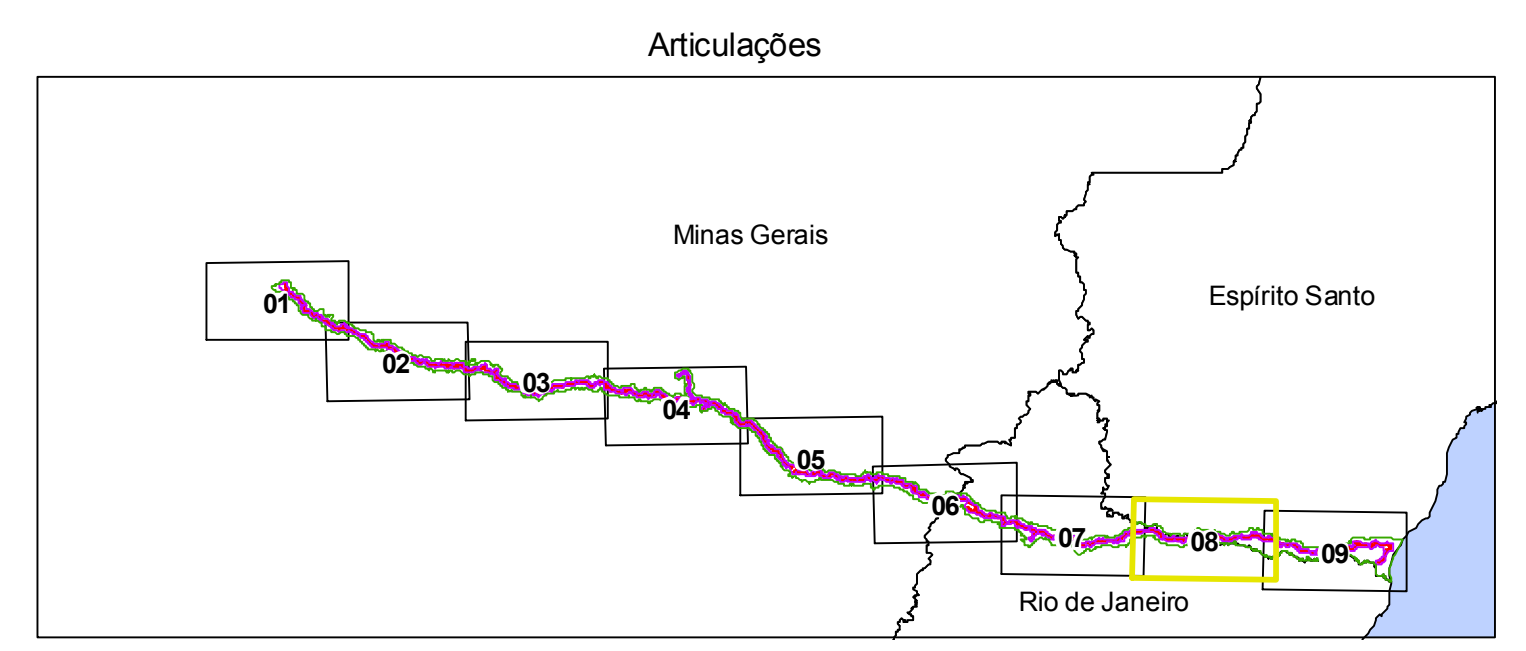 Articulações
Minas Gerais
Espírito Santo
01
02
03
04
05
06
07
08
09
Rio de Janeiro